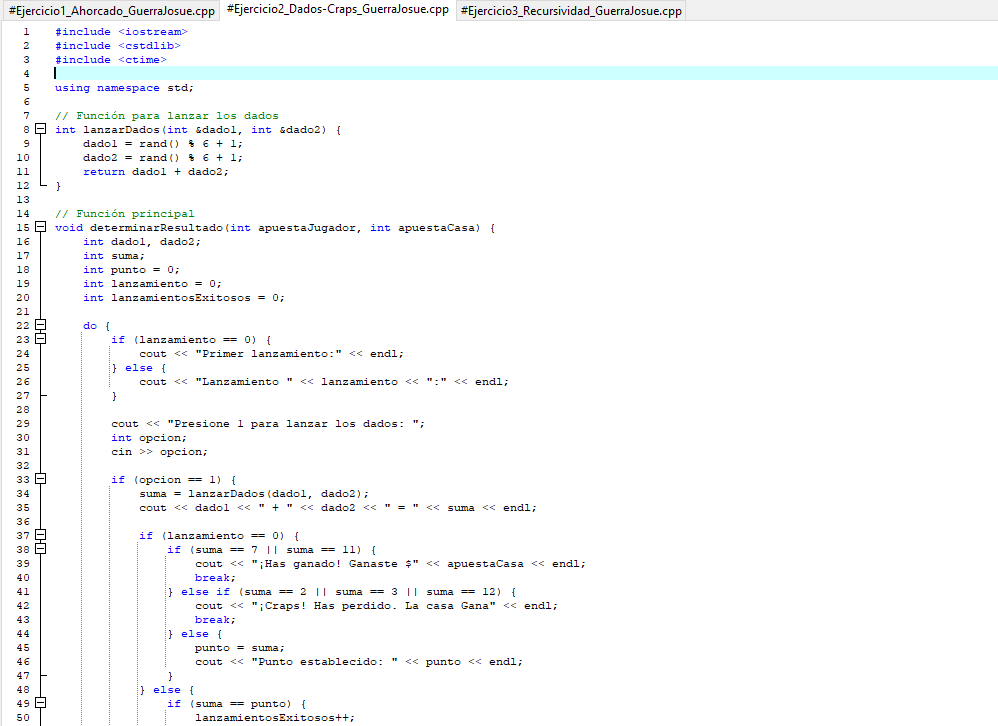 #Ejercicio1_Ahorcado_GuerraJosue.cpp #Ejercicio2_Dados-Craps_GuerraJosue.cpp #Ejercicio3_Recursividad_GuerraJosue.cpp
1 #include <iostream>
2 #include <cstdlib>
3 #include <ctime>
4
5 using namespace std;
6
7 // Función para lanzar los dados
8 int lanzarDados(int &dado1, int &dado2) {
9 dado1 = rand() % 6 + 1;
10 dado2 = rand() % 6 + 1;
11 return dado1 + dado2;
12 }
13
14 // Función principal
15 void determinarResultado(int apuestaJugador, int apuestaCasa) {
16 int dado1, dado2;
17 int suma;
18 int punto = 0;
19 int lanzamiento = 0;
20 int lanzamientosExitosos = 0;
21
22 do {
23 if (lanzamiento == 0) {
24 cout << "Primer lanzamiento:" << endl;
25 } else {
26 cout << "Lanzamiento " << lanzamiento << ":" << endl;
27 }
28
29 cout << "Presione 1 para lanzar los dados: ";
30 int opcion;
31 cin >> opcion;
32
33 if (opcion == 1) {
34 suma = lanzarDados(dado1, dado2);
35 cout << dado1 << " + " << dado2 << " = " << suma << endl;
36
37 if (lanzamiento == 0) {
38 if (suma == 7 || suma == 11) {
39 cout << "¡Has ganado! Ganaste $" << apuestaCasa << endl;
40 break;
41 } else if (suma == 2 || suma == 3 || suma == 12) {
42 cout << "¡Craps! Has perdido. La casa Gana" << endl;
43 break;
44 } else {
45 punto = suma;
46 cout << "Punto establecido: " << punto << endl;
47 }
48 } else {
49 if (suma == punto) {
50 lanzamientosExitosos++;